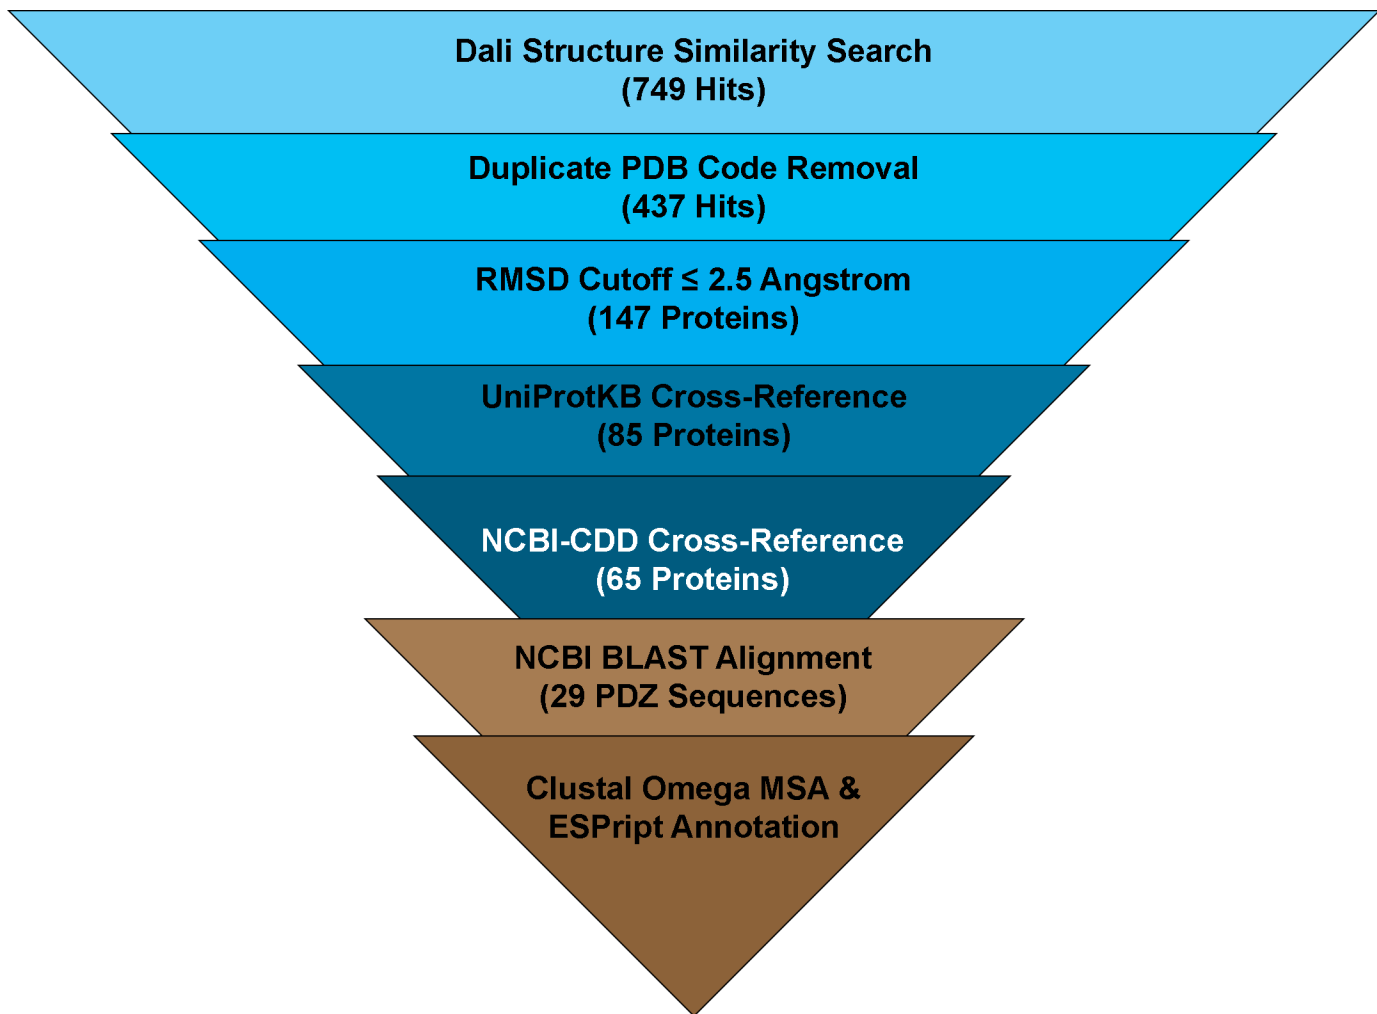 Dali Structure Similarity Search
(749 Hits)
Duplicate PDB Code Removal
(437 Hits)
RMSD Cutoff ≤ 2.5 Angstrom
(147 Proteins)
UniProtKB Cross-Reference
(85 Proteins)
NCBI-CDD Cross-Reference
(65 Proteins)
NCBI BLAST Alignment
(29 PDZ Sequences)
Clustal Omega MSA &
ESPript Annotation